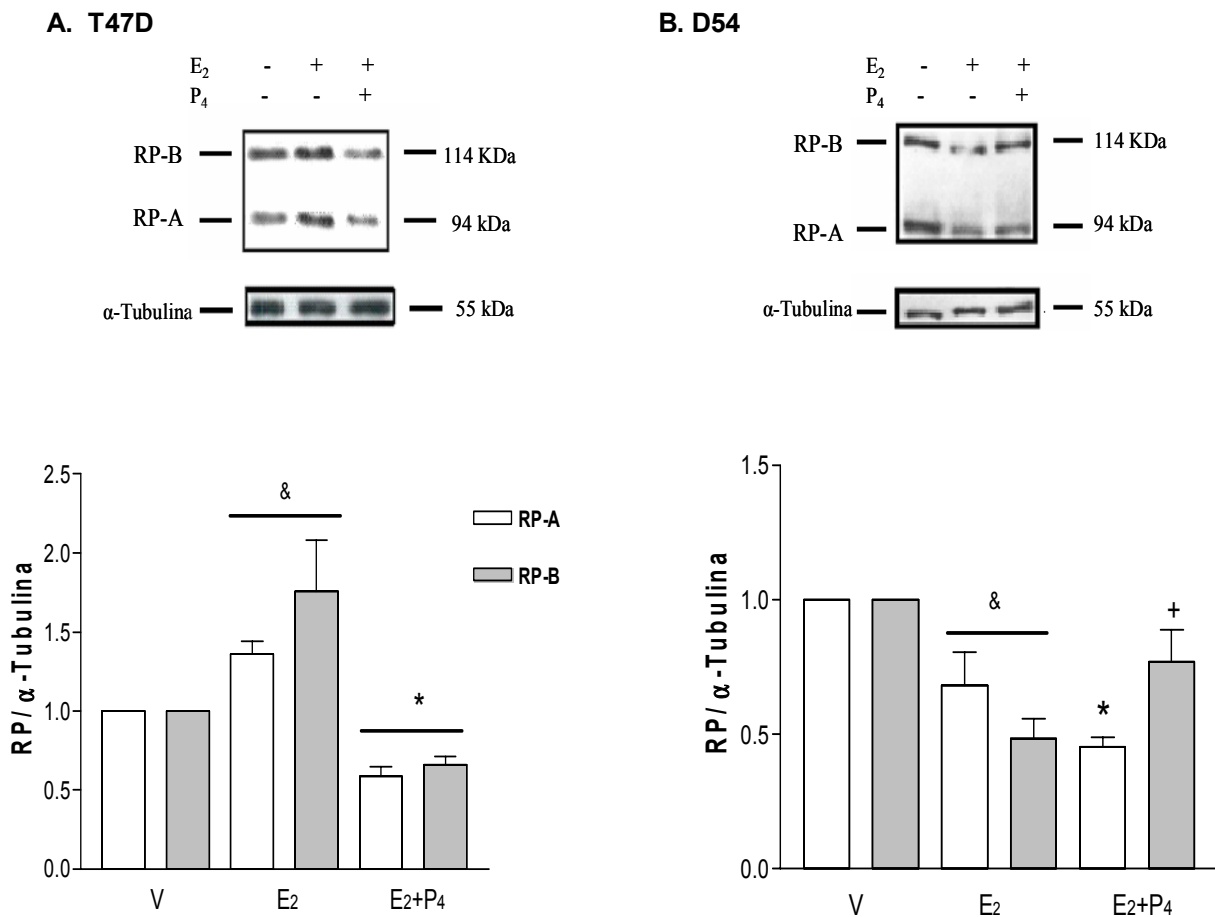 A. T47D
E2 - + +
P4 - - +
RP-B 114 KDa
RP-A 94 kDa
α-Tubulina 55 kDa
RP/α-Tubulina
2.5
2.0
1.5
1.0
0.5
0.0
&
*
RP-A
RP-B
V E2 E2+P4
B. D54
E2 - + +
P4 - - +
RP-B 114 KDa
RP-A 94 kDa
α-Tubulina 55 kDa
RP/α-Tubulina
1.5
1.0
0.5
0.0
&
*
+
V E2 E2+P4